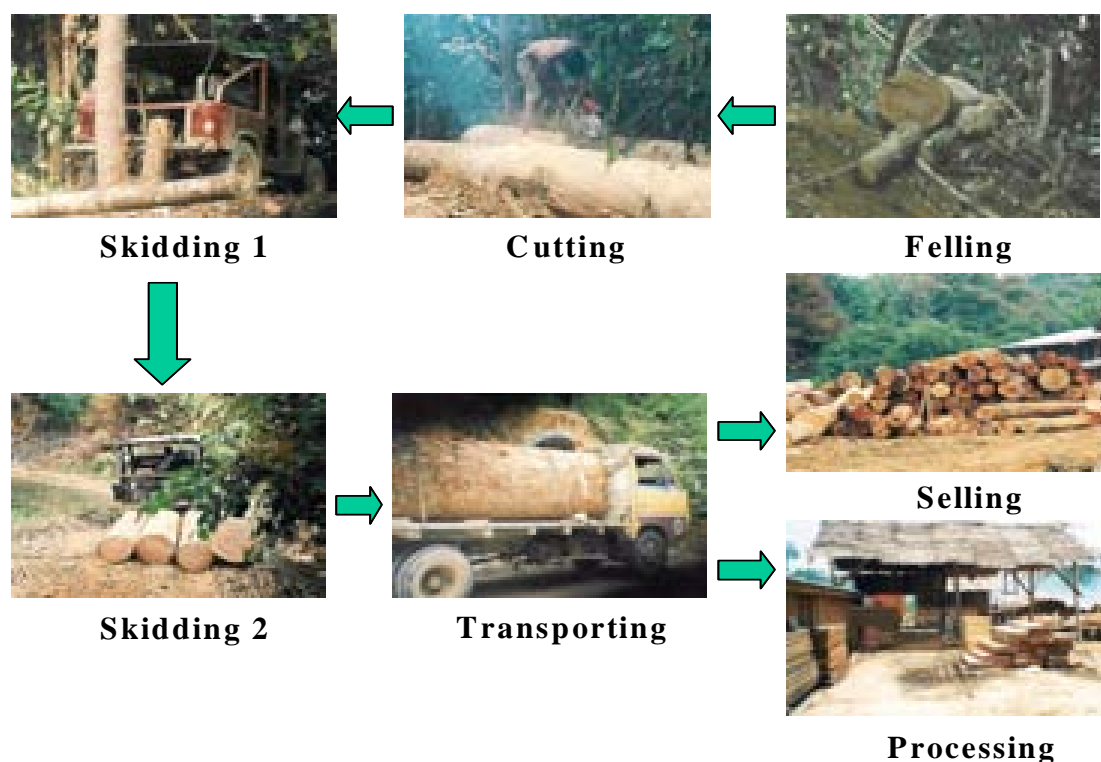 Skidding 1
Cutting
Felling
Selling
Skidding 2
Transporting
Processing